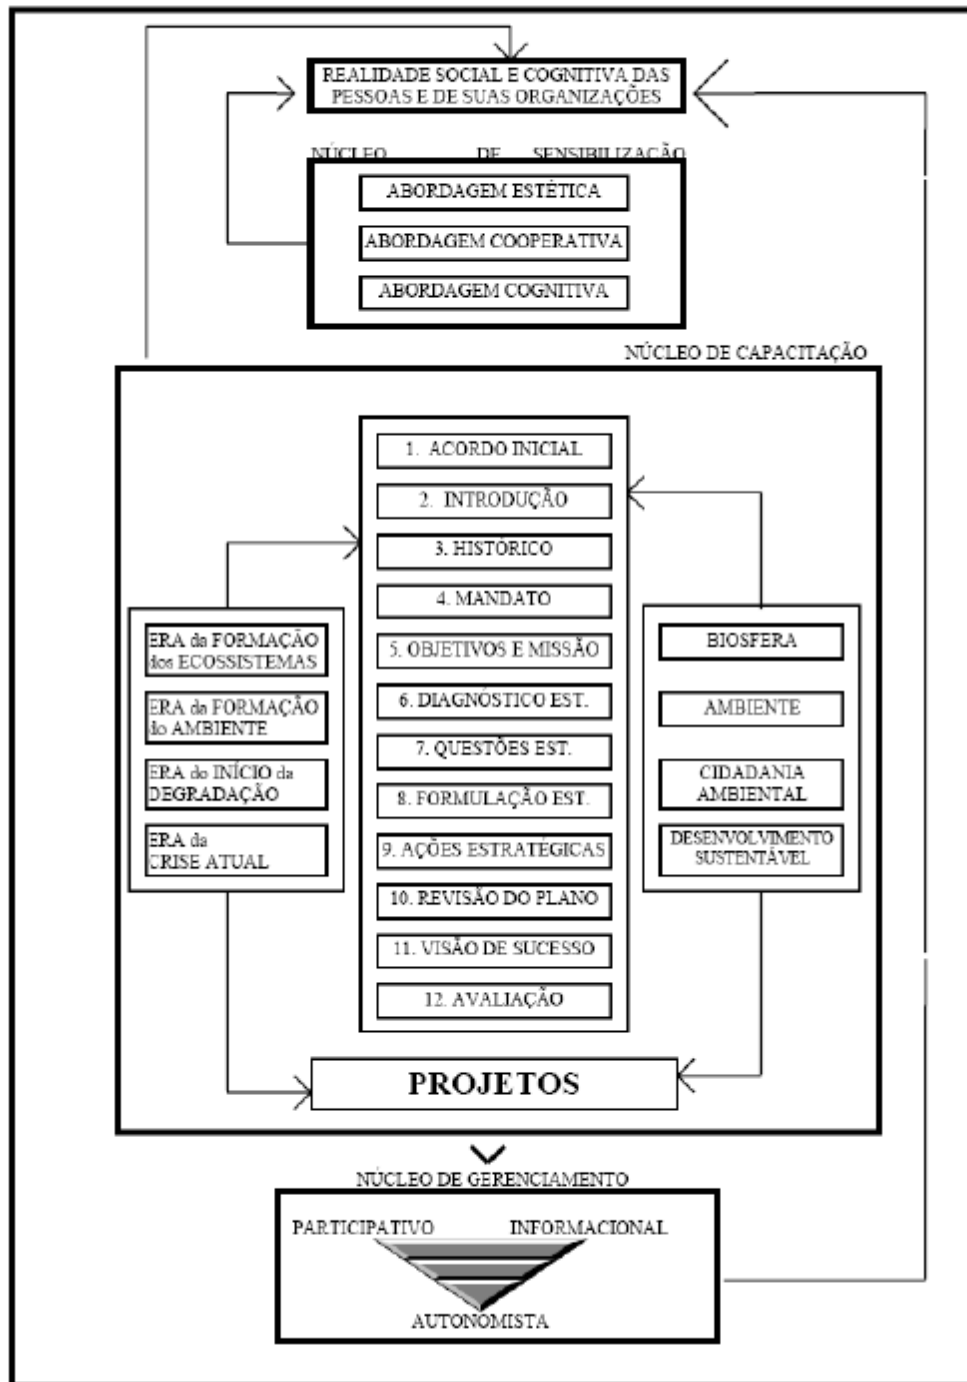 REALIDADE SOCIAL E COGNITIVA DAS
PESSOAS E DE SUAS ORGANIZAÇÕES
NÚCLEO DE SENSIBILIZAÇÃO
ABORDAGEM ESTÉTICA
ABORDAGEM COOPERATIVA
ABORDAGEM COGNITIVA
NÚCLEO DE CAPACITAÇÃO
1. ACORDO INICIAL
2. INTRODUÇÃO
3. HISTÓRICO
4. MANDATO
5. OBJETIVOS E MISSÃO
6. DIAGNÓSTICO EST.
7. QUESTÕES EST.
8. FORMULAÇÃO EST.
9. AÇÕES ESTRATÉGICAS
10. REVISÃO DO PLANO
11. VISÃO DE SUCESSO
12. AVALIAÇÃO
ERA da FORMAÇÃO
dos ECOSSISTEMAS
ERA da FORMAÇÃO
do AMBIENTE
ERA do INÍCIO da
DEGRADAÇÃO
ERA da
CRISE ATUAL
BIOSFERA
AMBIENTE
CIDADANIA
AMBIENTAL
DESENVOLVIMENTO
SUSTENTÁVEL
PROJETOS
NÚCLEO DE GERENCIAMENTO
PARTICIPATIVO INFORMACIONAL
AUTONOMISTA